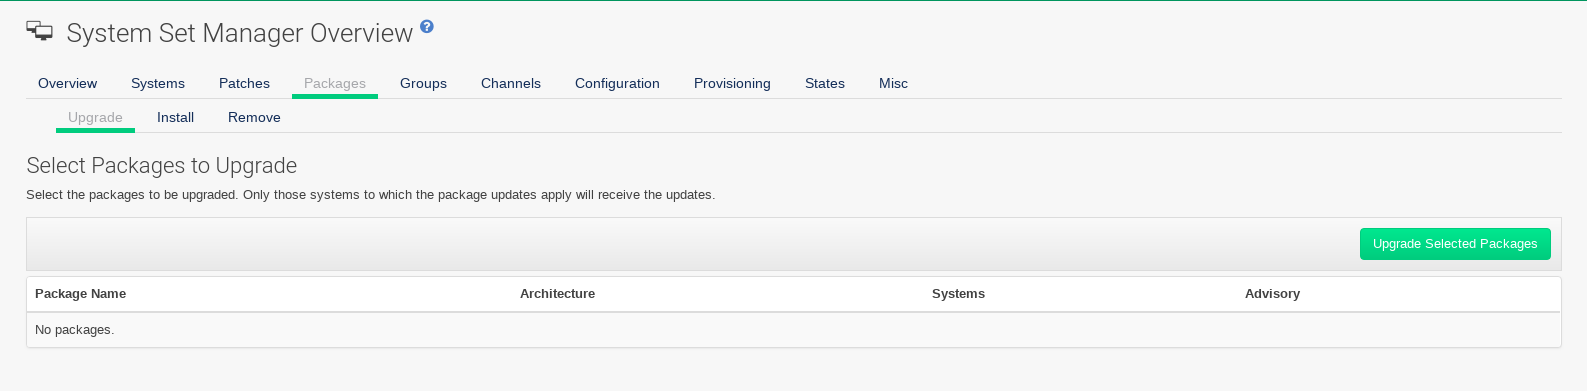 System Set Manager Overview ?
Overview Systems Patches Packages Groups Channels Configuration Provisioning States Misc
Upgrade Install Remove
Select Packages to Upgrade
Select the packages to be upgraded. Only those systems to which the package updates apply will receive the updates.
Upgrade Selected Packages
Package Name Architecture Systems Advisory
No packages.